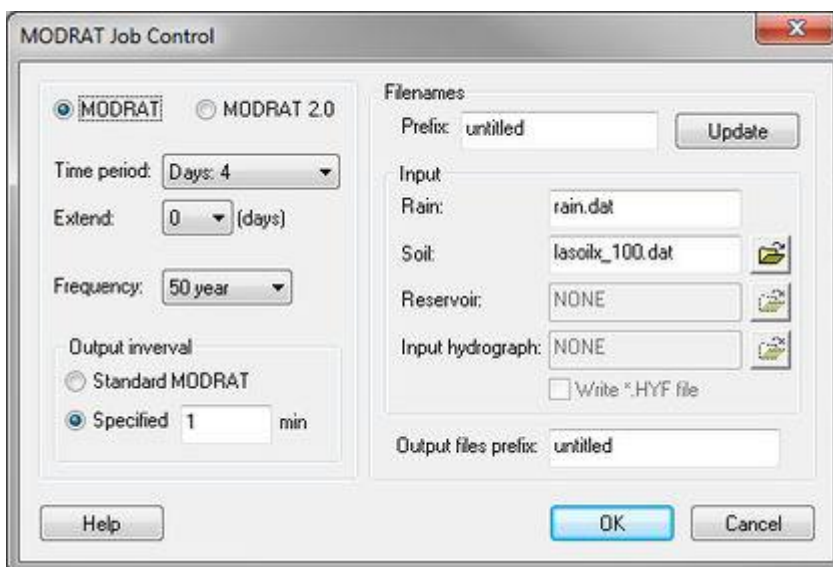 MODRAT Job Control
MODRAT MODRAT 2.0
Time period: Days: 4
Extend: 0 (days)
Frequency: 50 year
Output inverval
Standard MODRAT
Specified 1 min
Filenames
Prefix: untitled Update
Input
Rain: rain.dat
Soil: lasoilx_100.dat
Reservoir: NONE
Input hydrograph: NONE
Write *.HYF file
Output files prefix: untitled
Help OK Cancel